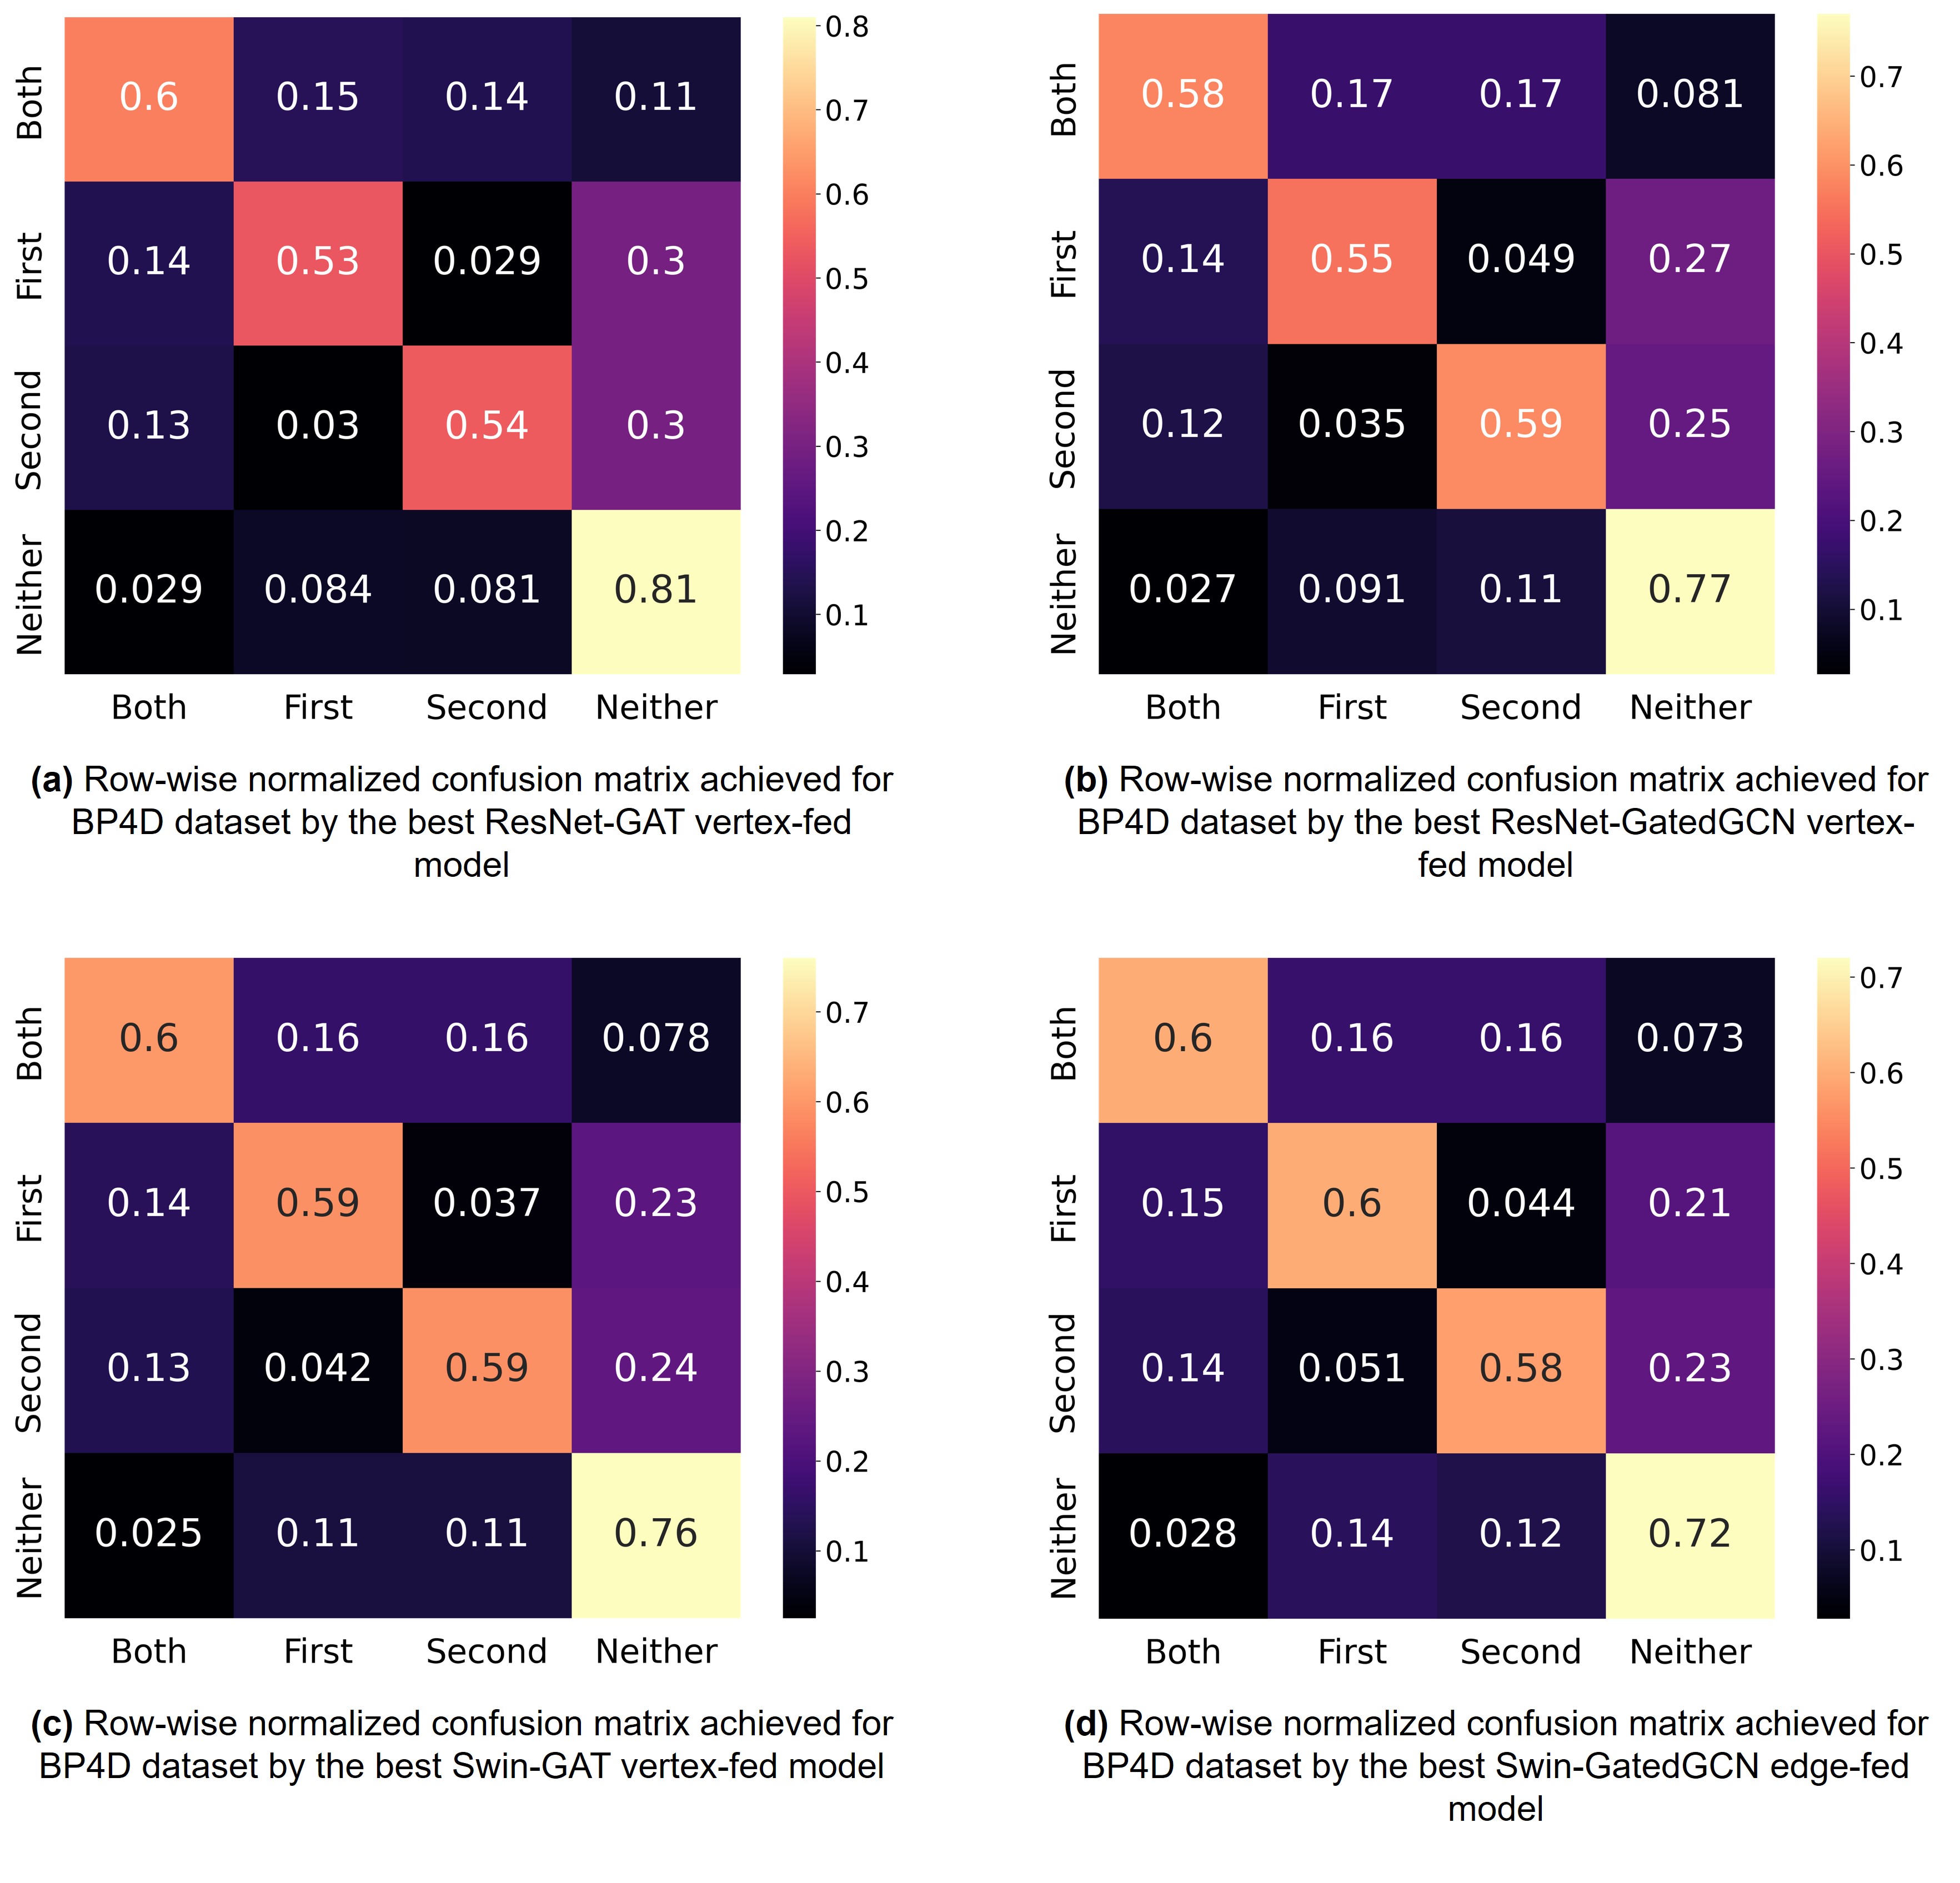 Both 0.6 0.15 0.14 0.11
First 0.14 0.53 0.029 0.3
Second 0.13 0.03 0.54 0.3
Neither 0.029 0.084 0.081 0.81
Both First Second Neither
0.8
0.7
0.6
0.5
0.4
0.3
0.2
0.1
(a) Row-wise normalized confusion matrix achieved for
BP4D dataset by the best ResNet-GAT vertex-fed
model
Both 0.58 0.17 0.17 0.081
First 0.14 0.55 0.049 0.27
Second 0.12 0.035 0.59 0.25
Neither 0.027 0.091 0.11 0.77
Both First Second Neither
0.7
0.6
0.5
0.4
0.3
0.2
0.1
(b) Row-wise normalized confusion matrix achieved for
BP4D dataset by the best ResNet-GatedGCN vertex-
fed model
Both 0.6 0.16 0.16 0.078
First 0.14 0.59 0.037 0.23
Second 0.13 0.042 0.59 0.24
Neither 0.025 0.11 0.11 0.76
Both First Second Neither
0.7
0.6
0.5
0.4
0.3
0.2
0.1
(c) Row-wise normalized confusion matrix achieved for
BP4D dataset by the best Swin-GAT vertex-fed model
Both 0.6 0.16 0.16 0.073
First 0.15 0.6 0.044 0.21
Second 0.14 0.051 0.58 0.23
Neither 0.028 0.14 0.12 0.72
Both First Second Neither
0.7
0.6
0.5
0.4
0.3
0.2
0.1
(d) Row-wise normalized confusion matrix achieved for
BP4D dataset by the best Swin-GatedGCN edge-fed
model